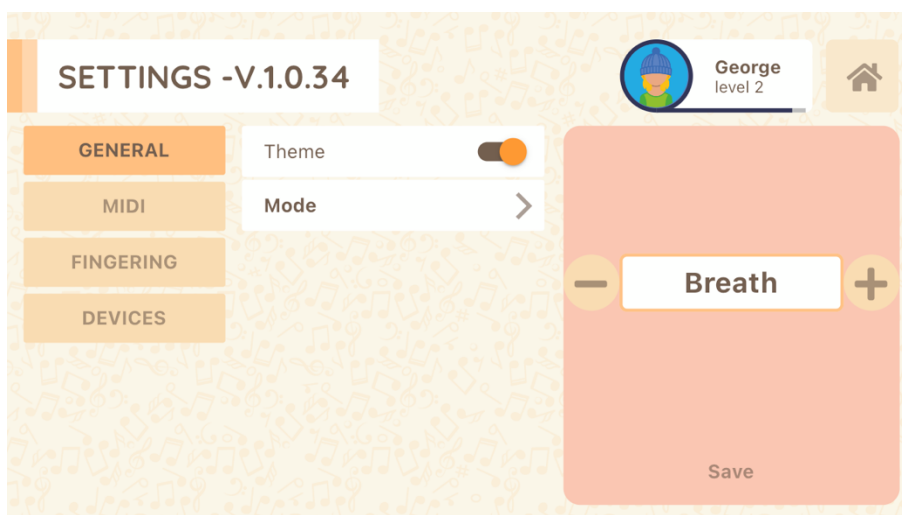 SETTINGS -V.1.0.34
George
level 2
GENERAL
MIDI
FINGERING
DEVICES
Theme
Mode
Breath
Save